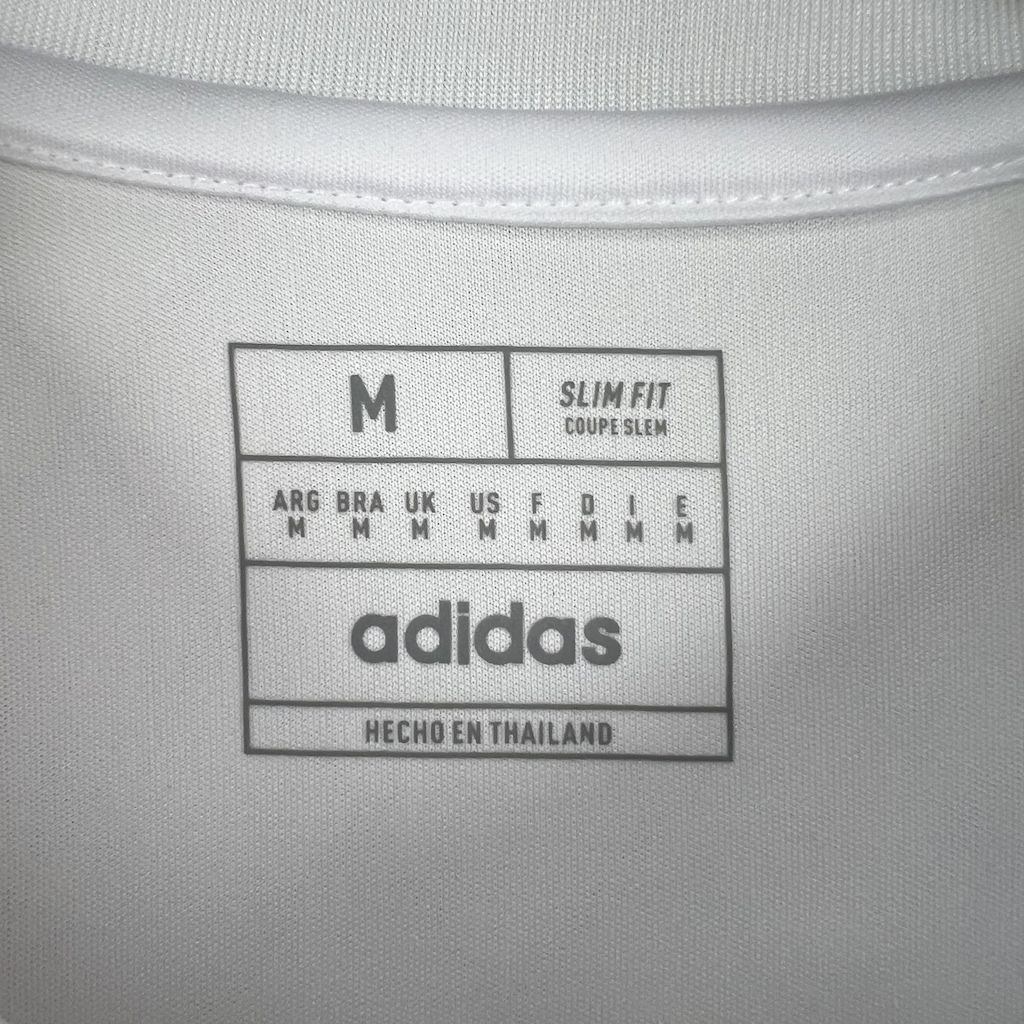 M
SLIM FIT
COUPE SLEM
ARG BRA UK US F D I E
M M M M M M M M
adidas
HECHO EN THAILAND